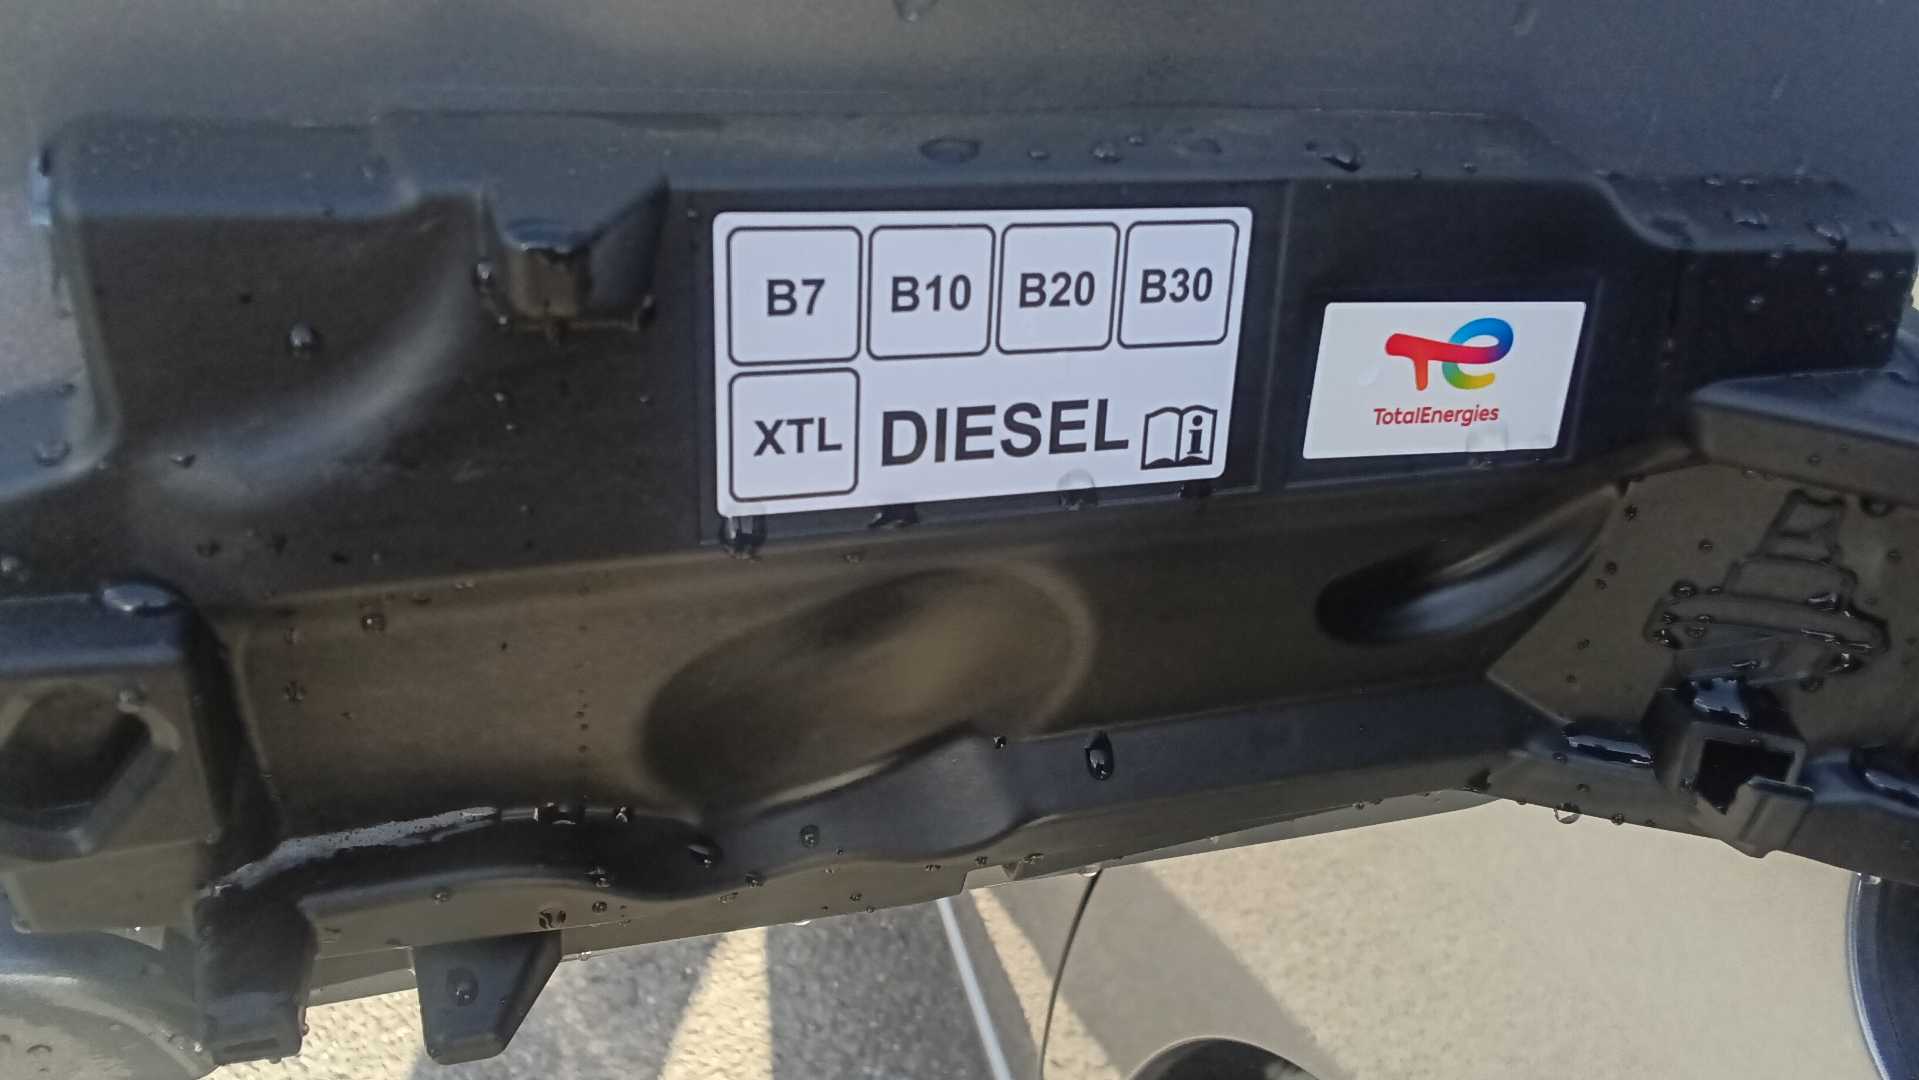 B7 B10 B20 B30
XTL DIESEL i
TotalEnergies